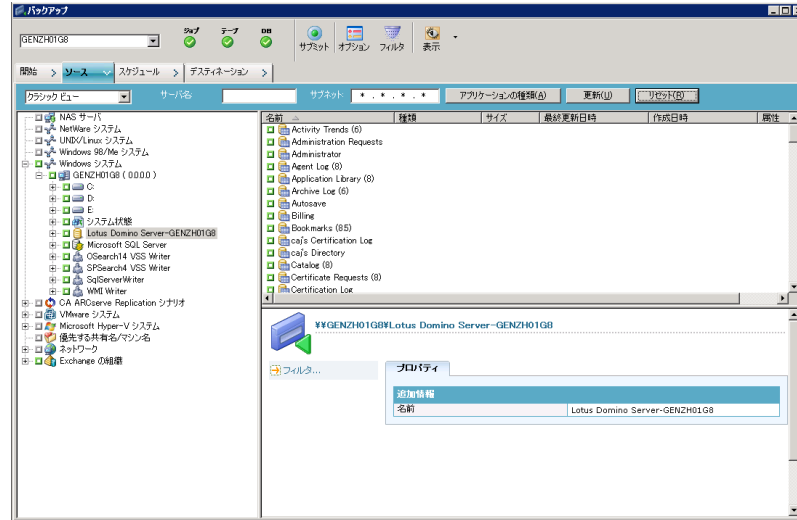 バックアップ
GENZH01G8
ジョブ テープ DB
サブミット オプション フィルタ 表示
開始 > ソース スケジュール > デスティネーション >
クラシック ビュー サーバ名 サブネット * . * . * . * アプリケーションの種類(A) 更新(U) リセット(R)
NAS サーバ
NetWare システム
UNIX/Linux システム
Windows 98/Me システム
Windows システム
GENZH01G8 ( 0.0.0.0 )
C:
D:
E:
システム状態
Lotus Domino Server-GENZH01G8
Microsoft SQL Server
OSearch14 VSS Writer
SPSearch4 VSS Writer
SqlServerWriter
WMI Writer
CA ARCserve Replication シナリオ
VMware システム
Microsoft Hyper-V システム
優先する共有名/マシン名
ネットワーク
Exchange の組織
名前 種類 サイズ 最終更新日時 作成日時 属性
Activity Trends (6)
Administration Requests
Administrator
Agent Log (8)
Application Library (8)
Archive Log (6)
Autosave
Billing
Bookmarks (85)
caj's Certification Log
caj's Directory
Catalog (8)
Certificate Requests (8)
Certification Log
¥¥GENZH01G8¥Lotus Domino Server-GENZH01G8
フィルタ...
プロパティ
追加情報
名前 Lotus Domino Server-GENZH01G8